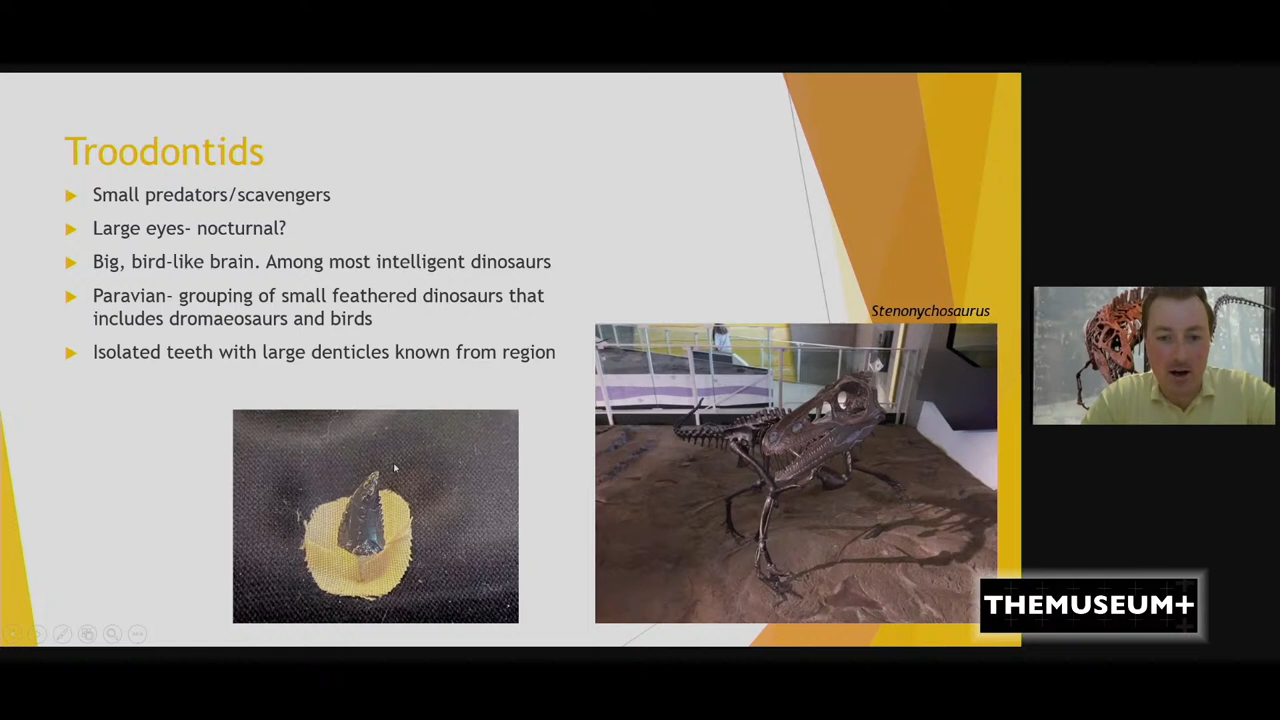 Troodontids
Small predators/scavengers
Large eyes- nocturnal?
Big, bird-like brain. Among most intelligent dinosaurs
Paravian- grouping of small feathered dinosaurs that
includes dromaeosaurs and birds
Isolated teeth with large denticles known from region
Stenonychosaurus
THEMUSEUM+